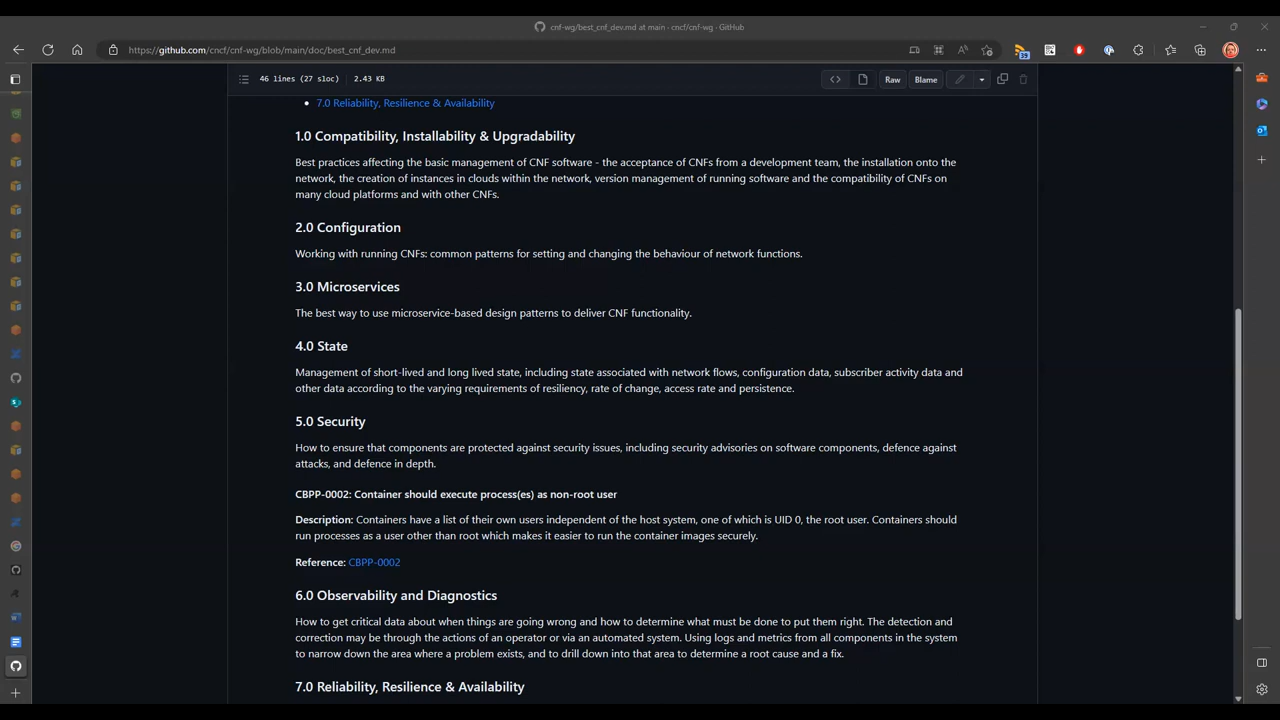 cnf-wg/best_cnf_dev.md at main · cncf/cnf-wg · GitHub
https://github.com/cncf/cnf-wg/blob/main/doc/best_cnf_dev.md
46 lines (27 sloc) | 2.43 KB
Raw
Blame
7.0 Reliability, Resilience & Availability
1.0 Compatibility, Installability & Upgradability
Best practices affecting the basic management of CNF software - the acceptance of CNFs from a development team, the installation onto the
network, the creation of instances in clouds within the network, version management of running software and the compatibility of CNFs on
many cloud platforms and with other CNFs.
2.0 Configuration
Working with running CNFs: common patterns for setting and changing the behaviour of network functions.
3.0 Microservices
The best way to use microservice-based design patterns to deliver CNF functionality.
4.0 State
Management of short-lived and long lived state, including state associated with network flows, configuration data, subscriber activity data and
other data according to the varying requirements of resiliency, rate of change, access rate and persistence.
5.0 Security
How to ensure that components are protected against security issues, including security advisories on software components, defence against
attacks, and defence in depth.
CBPP-0002: Container should execute process(es) as non-root user
Description: Containers have a list of their own users independent of the host system, one of which is UID 0, the root user. Containers should
run processes as a user other than root which makes it easier to run the container images securely.
Reference: CBPP-0002
6.0 Observability and Diagnostics
How to get critical data about when things are going wrong and how to determine what must be done to put them right. The detection and
correction may be through the actions of an operator or via an automated system. Using logs and metrics from all components in the system
to narrow down the area where a problem exists, and to drill down into that area to determine a root cause and a fix.
7.0 Reliability, Resilience & Availability